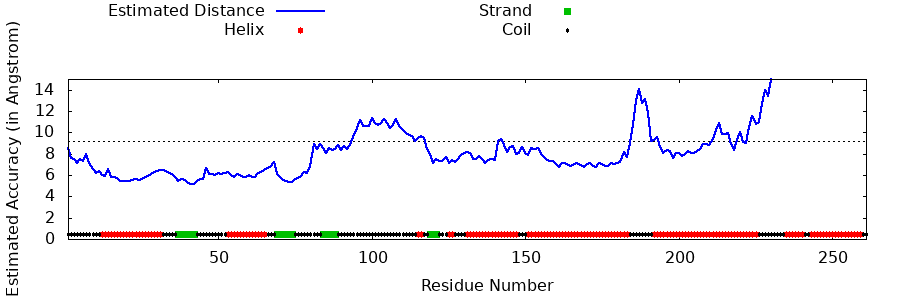 Estimated Distance
Strand
Helix
Coil
Estimated Accuracy (in Angstrom)
14
12
10
8
6
4
2
0
50
100
150
200
250
Residue Number